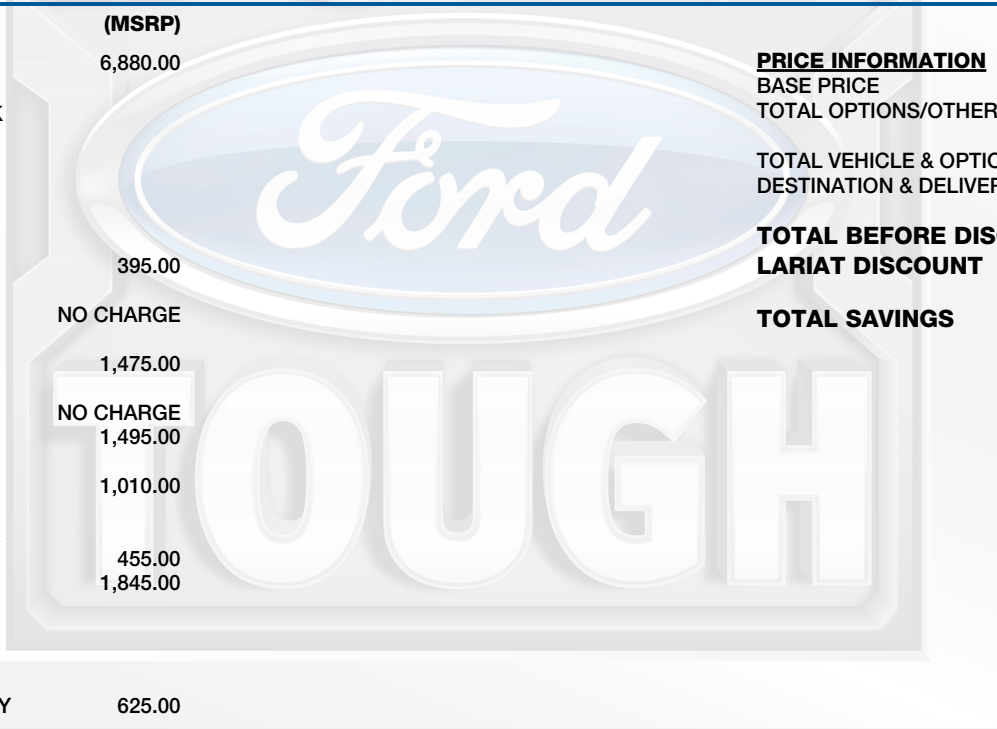 (MSRP)
6,880.00
K
395.00
NO CHARGE
1,475.00
NO CHARGE
1,495.00
1,010.00
455.00
1,845.00
Y 625.00
PRICE INFORMATION
BASE PRICE
TOTAL OPTIONS/OTHER
TOTAL VEHICLE & OPTIO
DESTINATION & DELIVER
TOTAL BEFORE DISC
LARIAT DISCOUNT
TOTAL SAVINGS
Ford
TOUGH